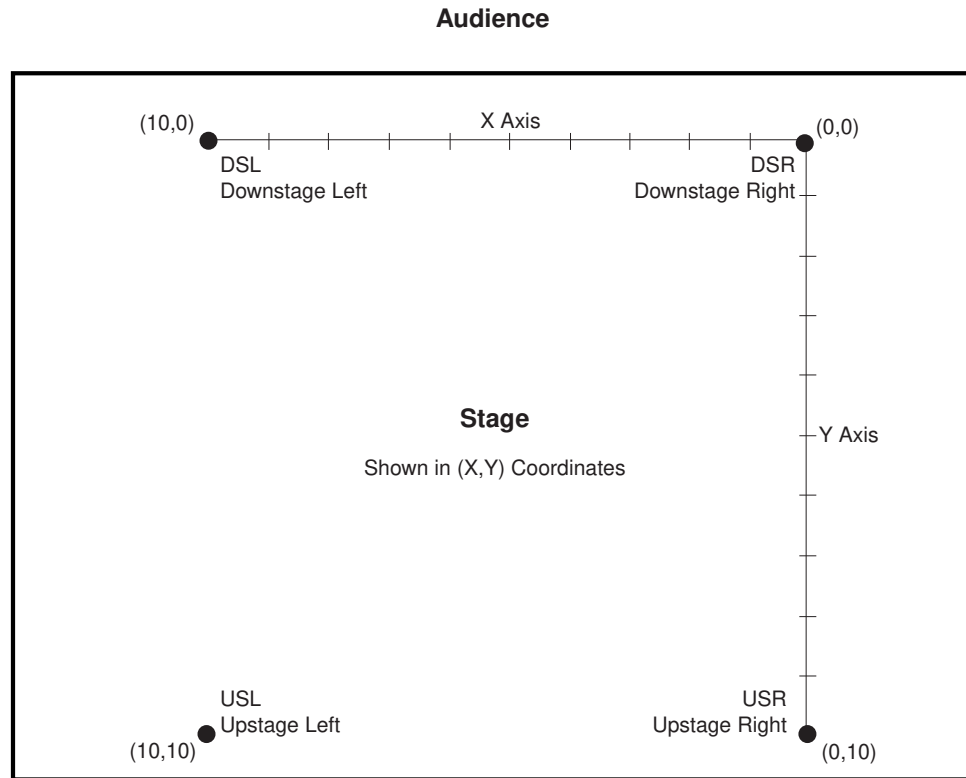 Audience
(10,0)
X Axis
(0,0)
DSL
Downstage Left
DSR
Downstage Right
Stage
Y Axis
Shown in (X,Y) Coordinates
USL
Upstage Left
USR
Upstage Right
(10,10)
(0,10)